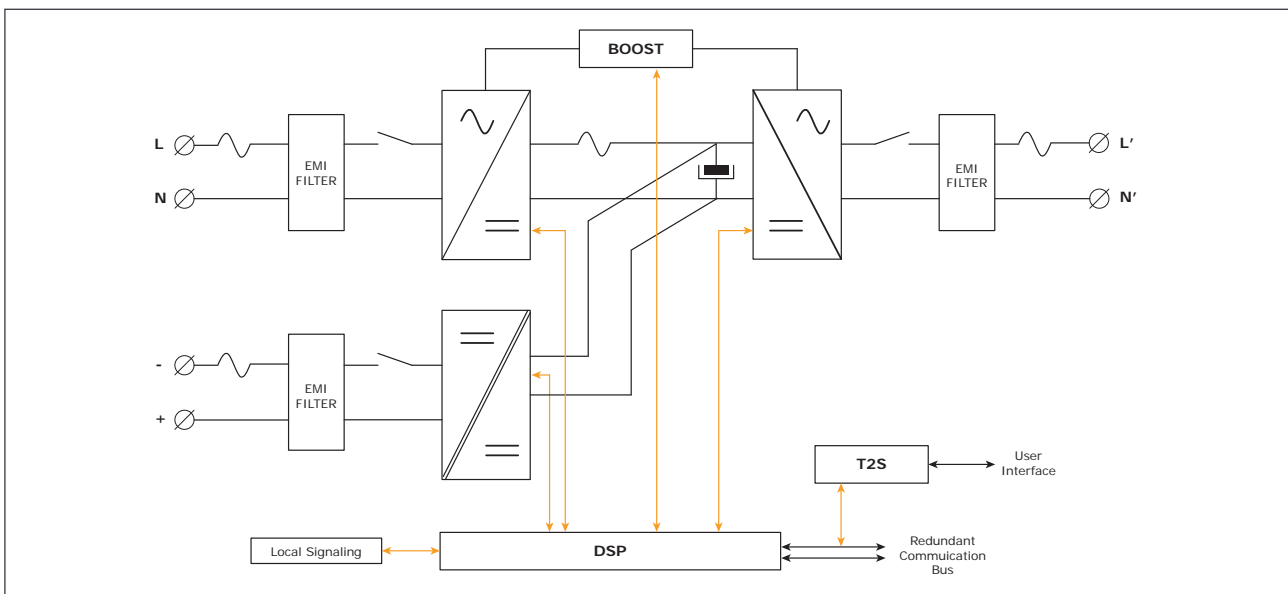 BOOST
L
EMI
FILTER
N
EMI
FILTER
L’
N’
-
EMI
FILTER
+
T2S
User
Interface
Local Signaling
DSP
Redundant
Commuication
Bus